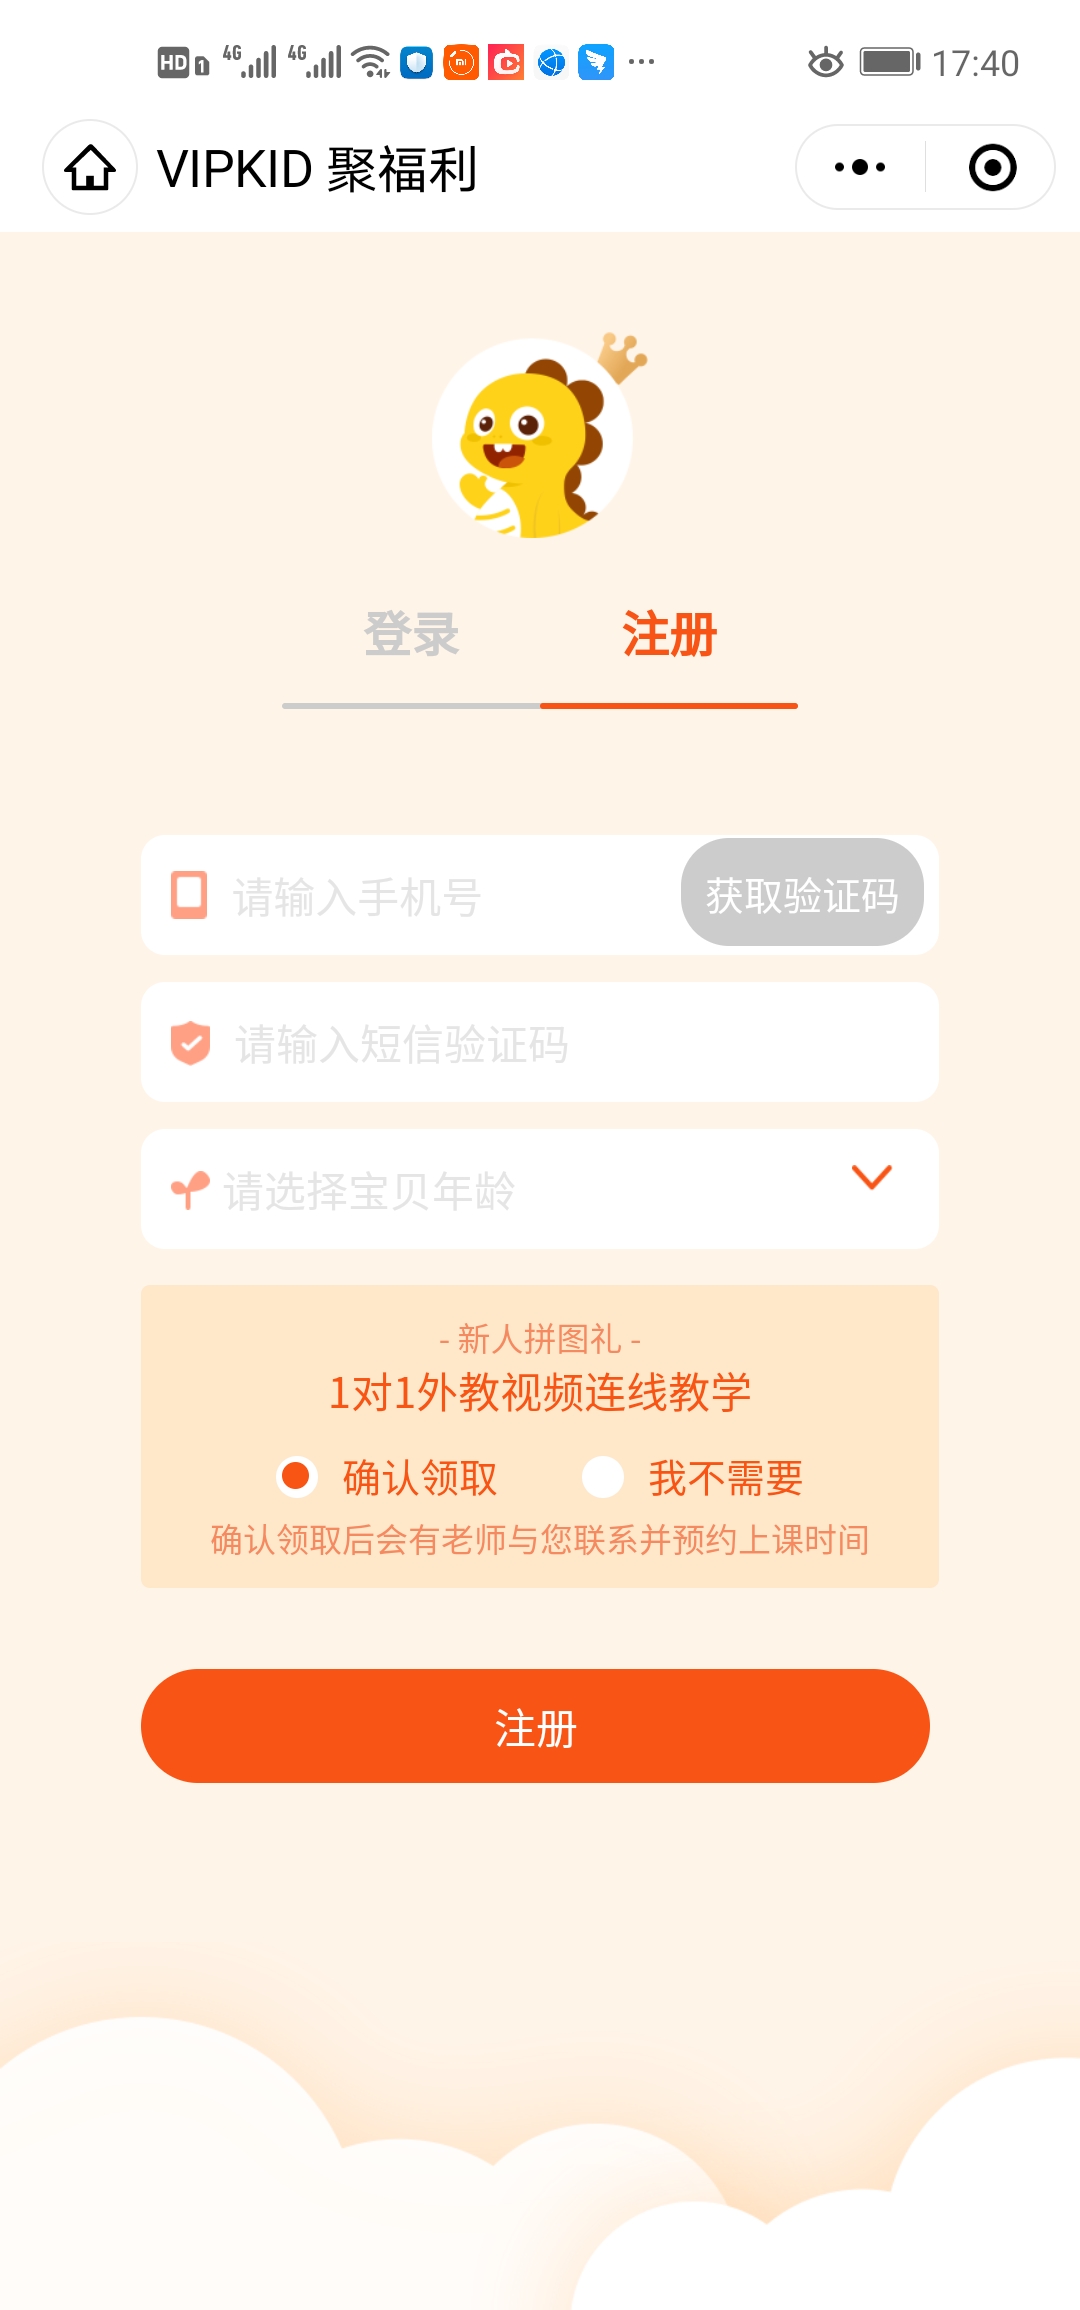 HD 1 4G 4G 17:40
VIPKID 聚福利
登录 注册
请输入手机号 获取验证码
请输入短信验证码
请选择宝贝年龄
- 新人拼图礼 -
1对1外教视频连线教学
确认领取 我不需要
确认领取后会有老师与您联系并预约上课时间
注册